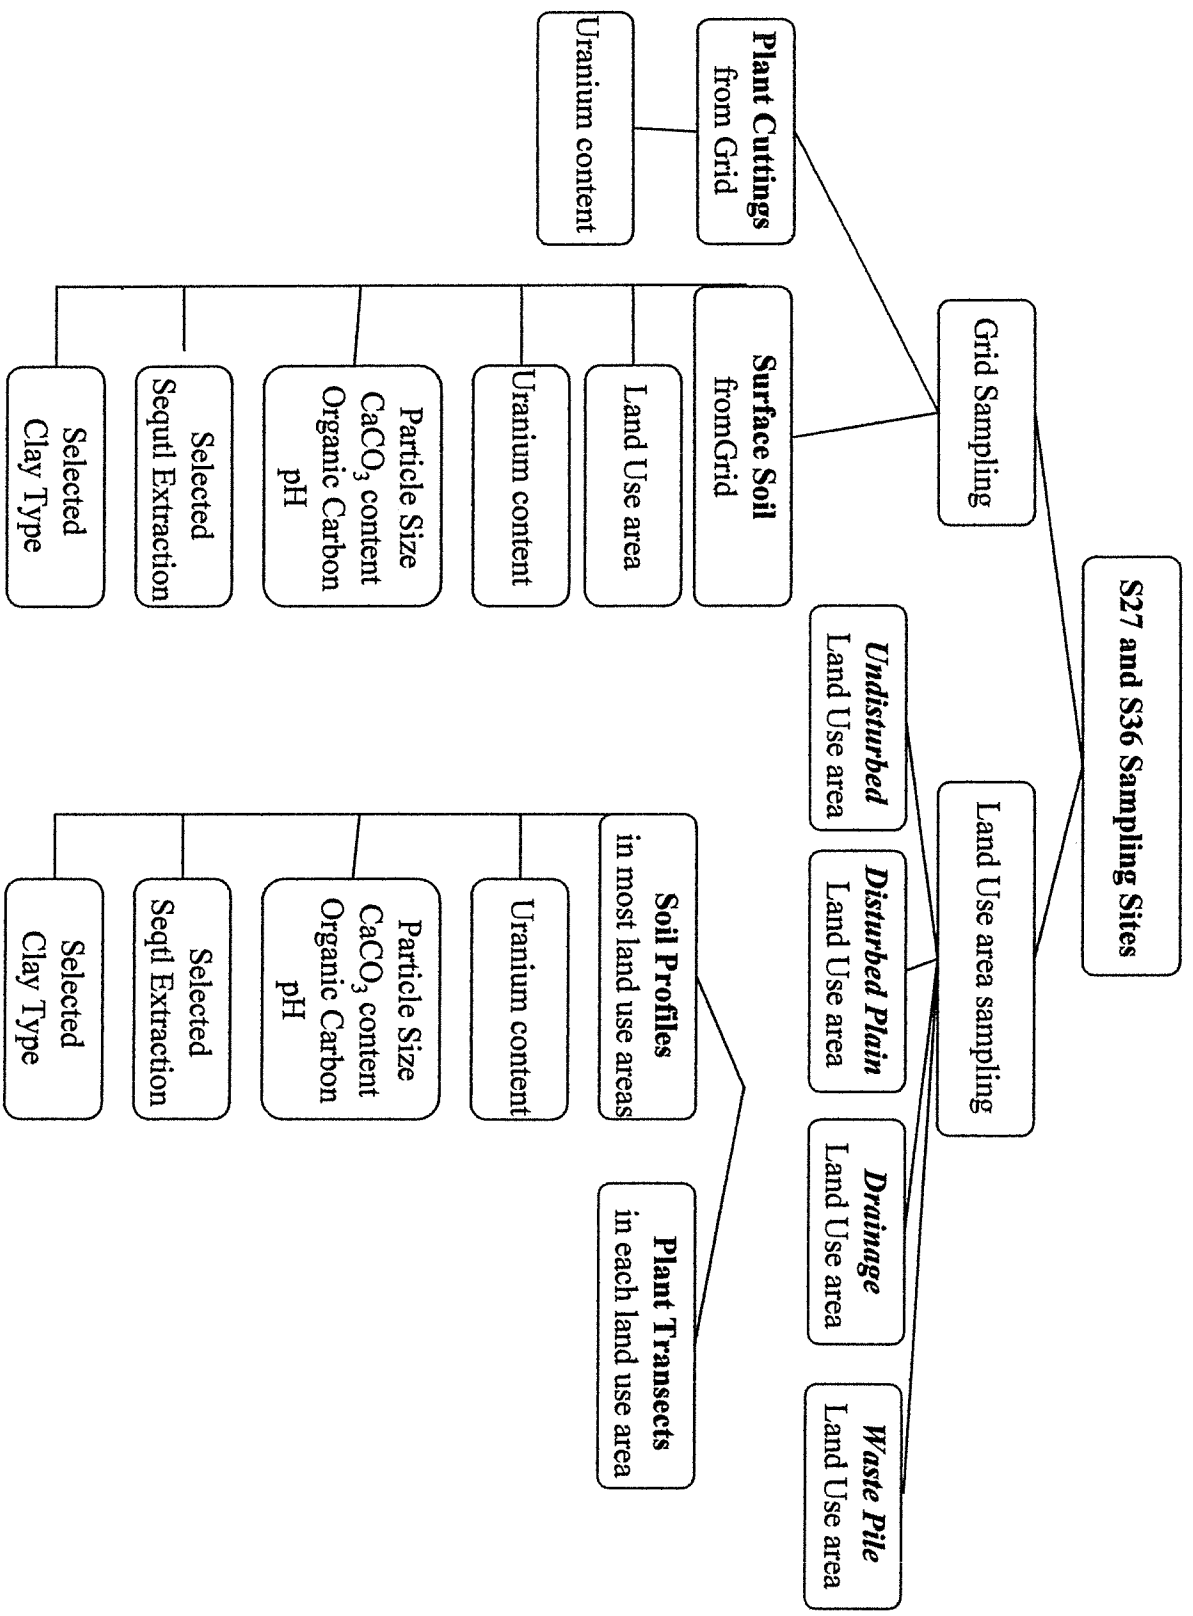 S27 and S36 Sampling Sites
Grid Sampling
Land Use area sampling
Plant Cuttings
from Grid
Uranium content
Surface Soil
fromGrid
Land Use area
Uranium content
Particle Size
CaCO₃ content
Organic Carbon
pH
Selected
Sequtl Extraction
Selected
Clay Type
Undisturbed
Land Use area
Disturbed Plain
Land Use area
Drainage
Land Use area
Waste Pile
Land Use area
Soil Profiles
in most land use areas
Uranium content
Particle Size
CaCO₃ content
Organic Carbon
pH
Selected
Seqtl Extraction
Selected
Clay Type
Plant Transects
in each land use area